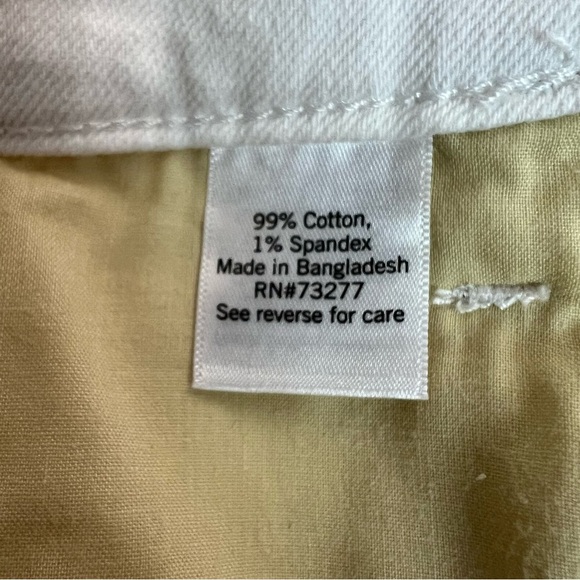 99% Cotton,
1% Spandex
Made in Bangladesh
RN#73277
See reverse for care